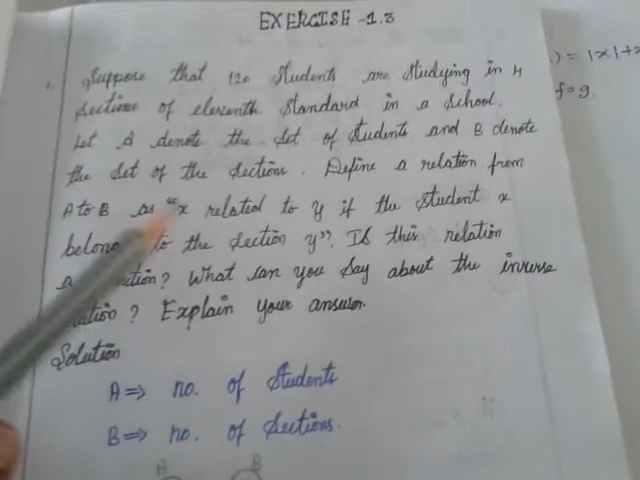 EXERCISE -1.3
1. Suppose that 120 students are studying in 4
sections of eleventh standard in a school.
Let A denote the set of students and B denote
the set of the sections. Define a relation from
A to B as "x related to y if the student x
to the section y". Is this relation
a What can you say about the inverse
? Explain your answer.
Solution
A ⇒ no. of students
B ⇒ no. of sections.
A B
) = |x|+x
fog.